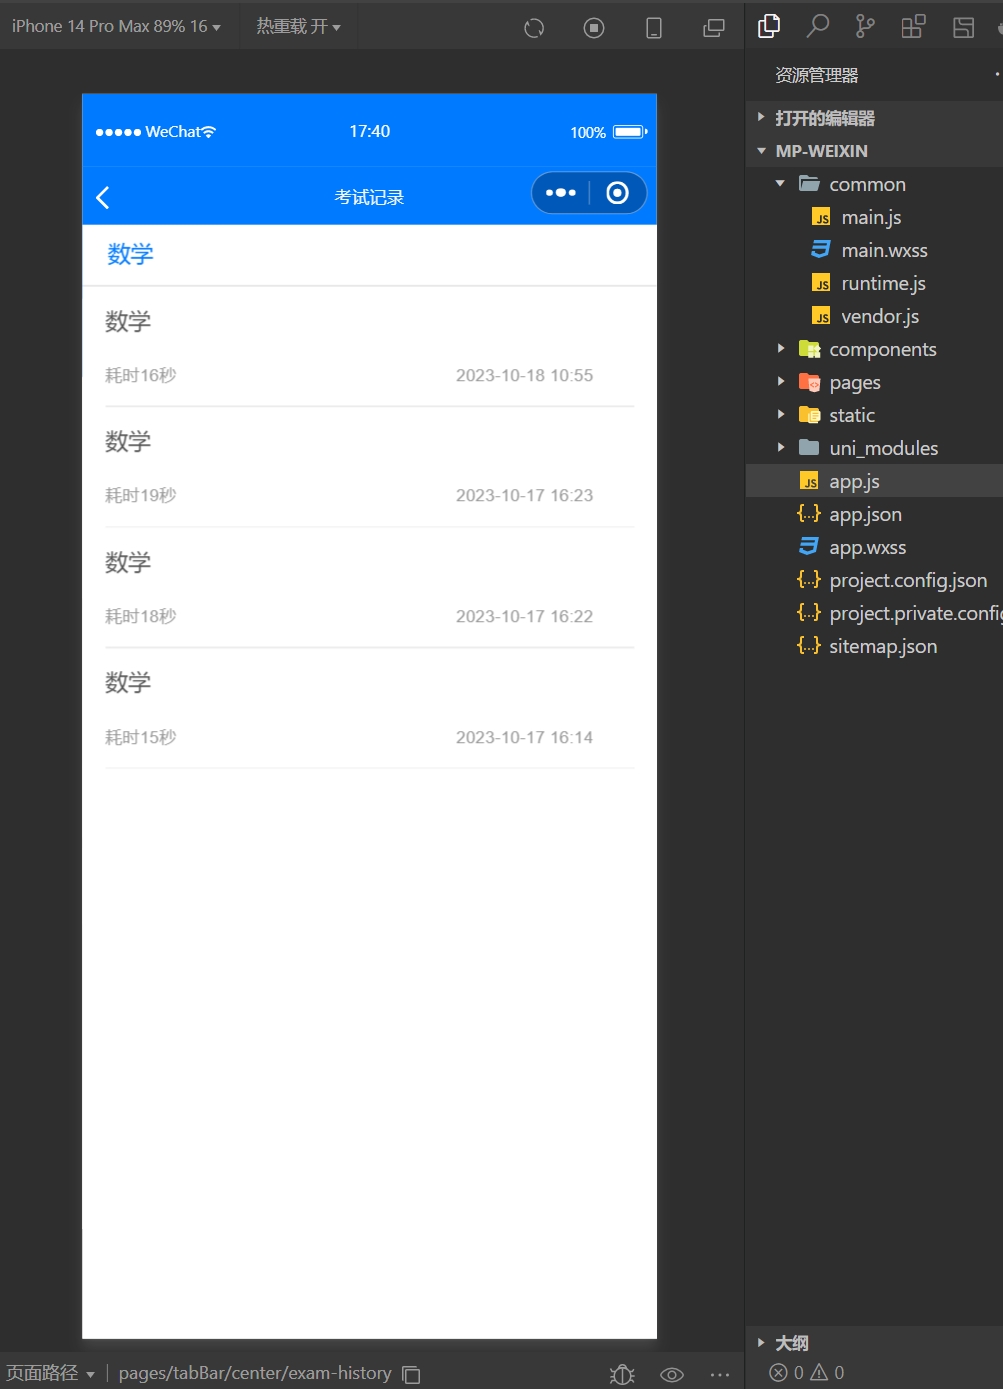 iPhone 14 Pro Max 89% 16
热重载 开
WeChat
17:40
100%
考试记录
数学
数学
耗时16秒
2023-10-18 10:55
数学
耗时19秒
2023-10-17 16:23
数学
耗时18秒
2023-10-17 16:22
数学
耗时15秒
2023-10-17 16:14
页面路径
pages/tabBar/center/exam-history
资源管理器
打开的编辑器
MP-WEIXIN
common
JS main.js
main.wxss
JS runtime.js
JS vendor.js
components
pages
static
uni_modules
JS app.js
{..} app.json
app.wxss
{..} project.config.json
{..} project.private.config
{..} sitemap.json
大纲
0
0